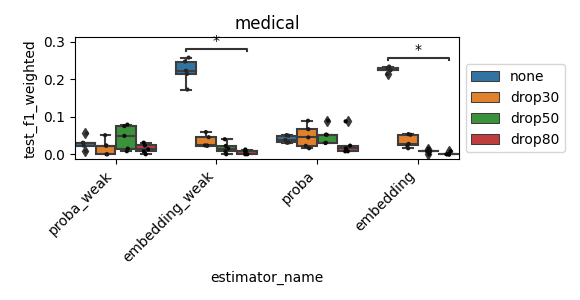 medical
test_f1_weighted
0.3
0.2
0.1
0.0
*
*
proba_weak
embedding_weak
proba
embedding
estimator_name
none
drop30
drop50
drop80